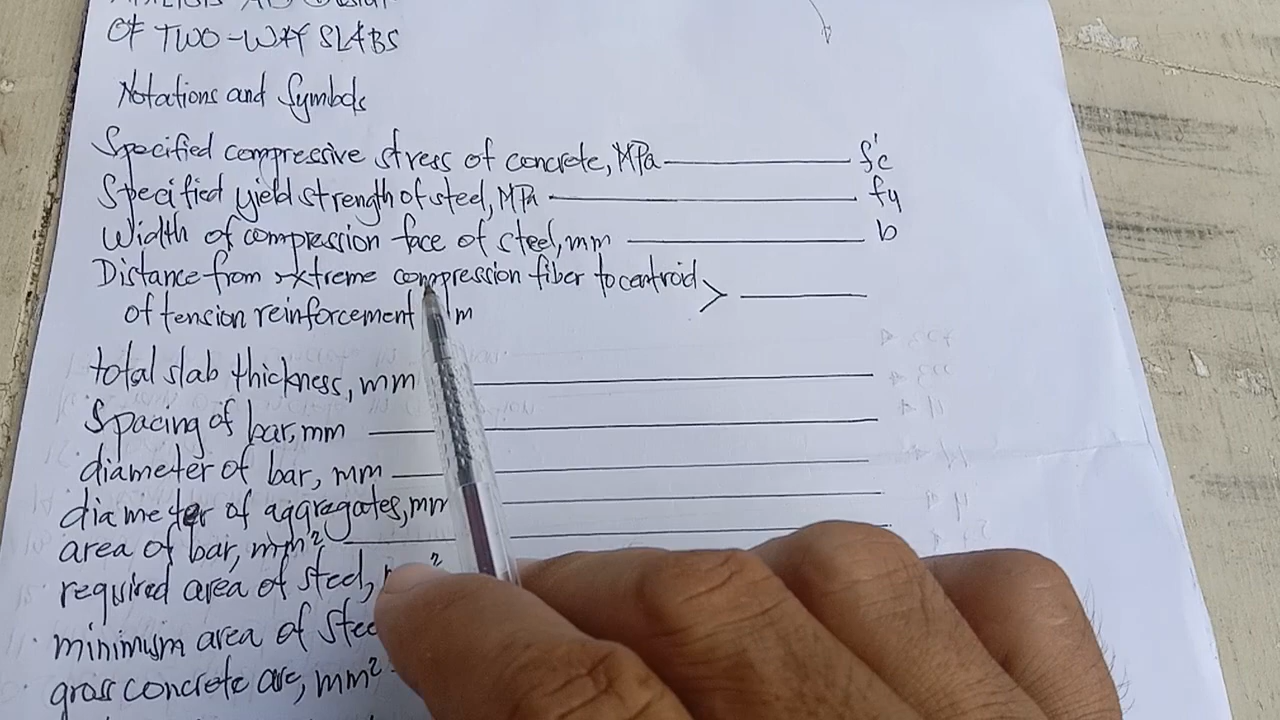 OF TWO-WAY SLABS
Notations and Symbols
Specified compressive stress of concrete, MPa f'c
Specified yield strength of steel, MPa fy
Width of compression face of steel, mm b
Distance from extreme compression fiber to centroid
of tension reinforcement m
total slab thickness, mm
Spacing of bar, mm
diameter of bar, mm
diameter of aggregates, mm
area of bar, mm²
required area of steel, ²
minimum area of
gross concrete are, mm²